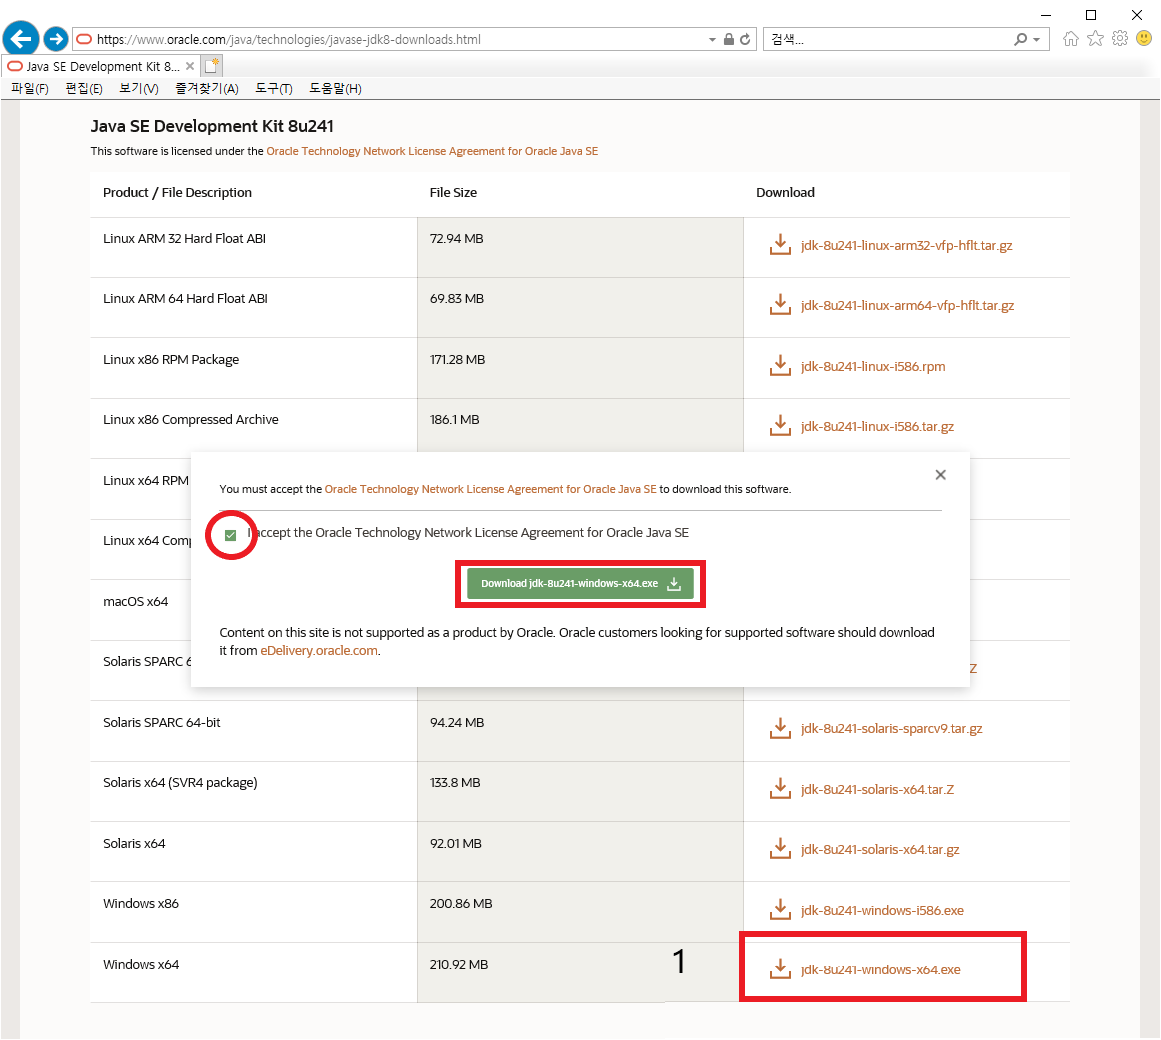 https://www.oracle.com/java/technologies/javase-jdk8-downloads.html
검색...
Java SE Development Kit 8...
파일(F) 편집(E) 보기(V) 즐겨찾기(A) 도구(T) 도움말(H)
Java SE Development Kit 8u241
This software is licensed under the Oracle Technology Network License Agreement for Oracle Java SE
Product / File Description File Size Download
Linux ARM 32 Hard Float ABI 72.94 MB jdk-8u241-linux-arm32-vfp-hflt.tar.gz
Linux ARM 64 Hard Float ABI 69.83 MB jdk-8u241-linux-arm64-vfp-hflt.tar.gz
Linux x86 RPM Package 171.28 MB jdk-8u241-linux-i586.rpm
Linux x86 Compressed Archive 186.1 MB jdk-8u241-linux-i586.tar.gz
Linux x64 RPM
You must accept the Oracle Technology Network License Agreement for Oracle Java SE to download this software.
I accept the Oracle Technology Network License Agreement for Oracle Java SE
Linux x64
Download jdk-8u241-windows-x64.exe
macOS x64
Content on this site is not supported as a product by Oracle. Oracle customers looking for supported software should download
it from eDelivery.oracle.com.
Solaris SPARC 6 Z
Solaris SPARC 64-bit 94.24 MB jdk-8u241-solaris-sparcv9.tar.gz
Solaris x64 (SVR4 package) 133.8 MB jdk-8u241-solaris-x64.tar.Z
Solaris x64 92.01 MB jdk-8u241-solaris-x64.tar.gz
Windows x86 200.86 MB jdk-8u241-windows-i586.exe
Windows x64 210.92 MB 1 jdk-8u241-windows-x64.exe